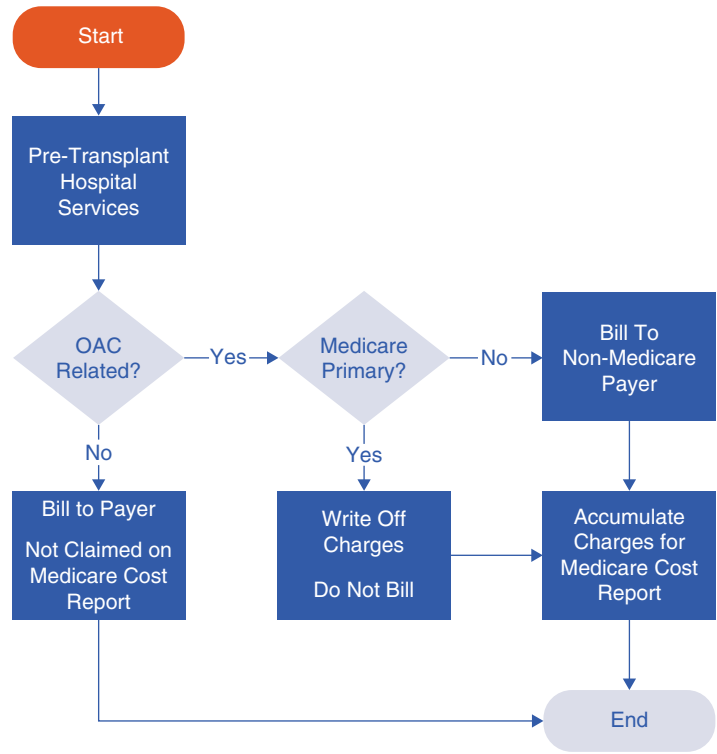 Start
Pre-Transplant
Hospital
Services
OAC
Related?
Yes
Medicare
Primary?
No
Bill To
Non-Medicare
Payer
No
Yes
Bill to Payer
Not Claimed on
Medicare Cost
Report
Write Off
Charges
Do Not Bill
Accumulate
Charges for
Medicare Cost
Report
End